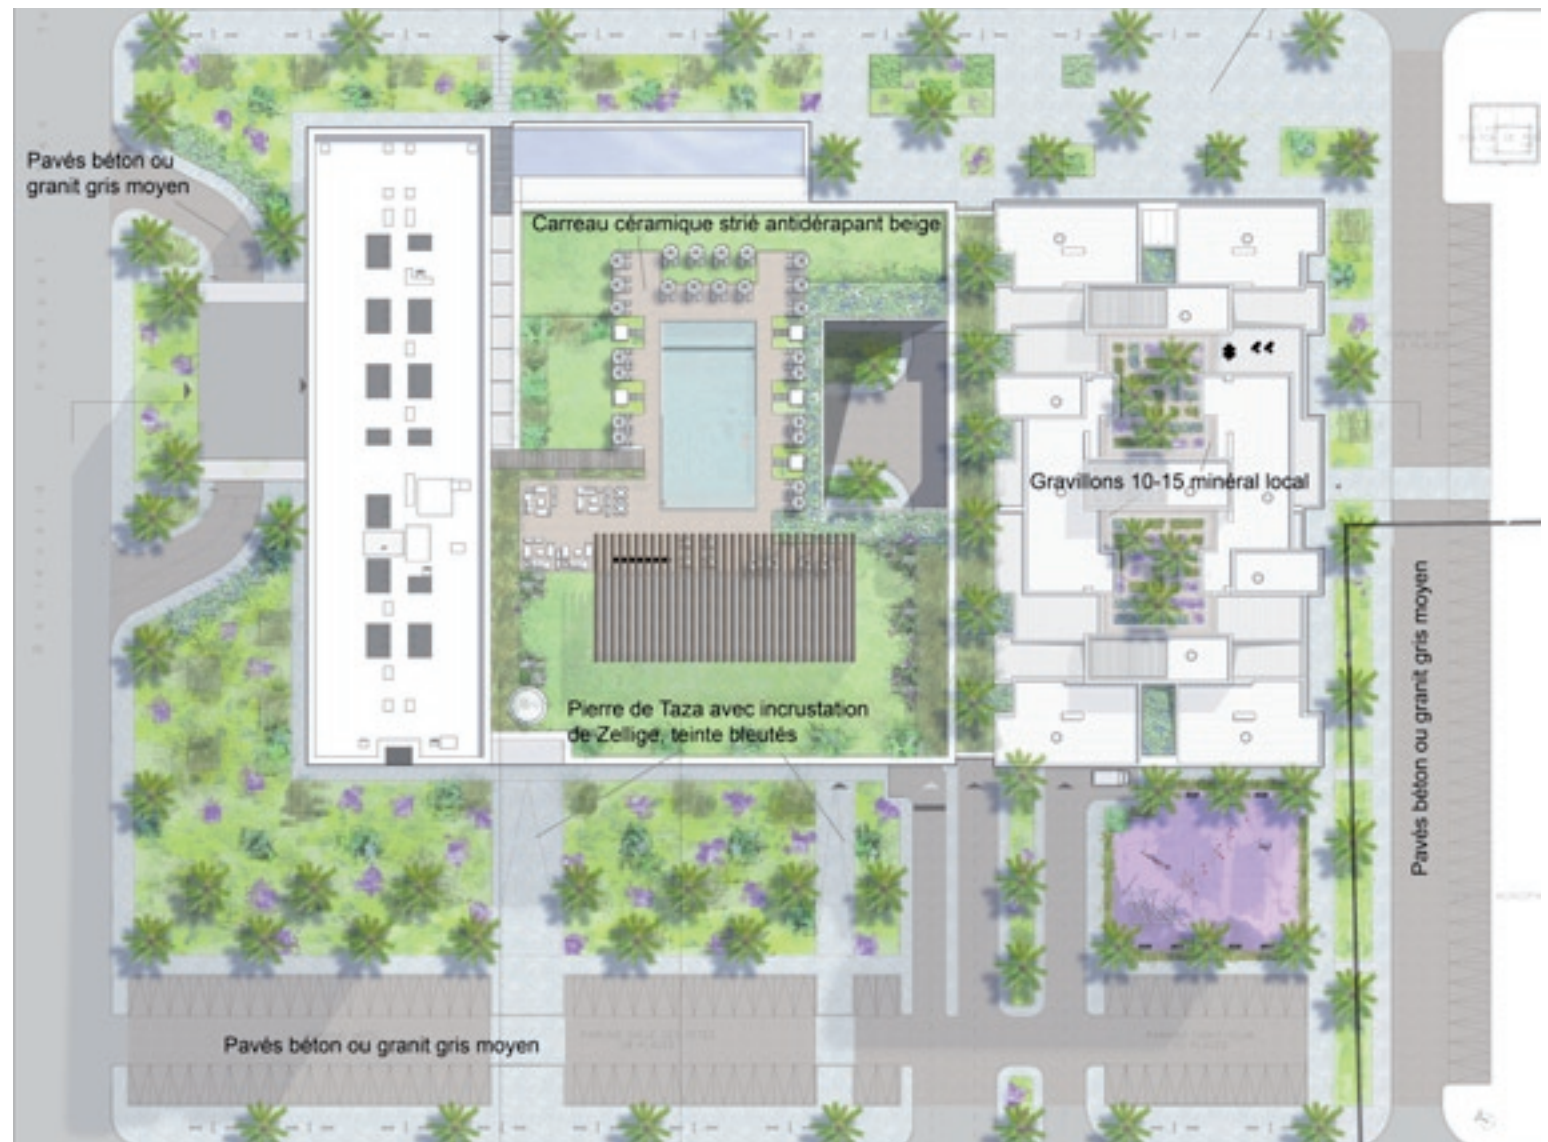 Pavés béton ou
granit gris moyen
Carreau céramique strié antidérapant beige
Gravillons 10-15 minéral local
Pavés béton ou granit gris moyen
Pierre de Taza avec incrustation
de Zellige, teinte bleutés
Pavés béton ou granit gris moyen